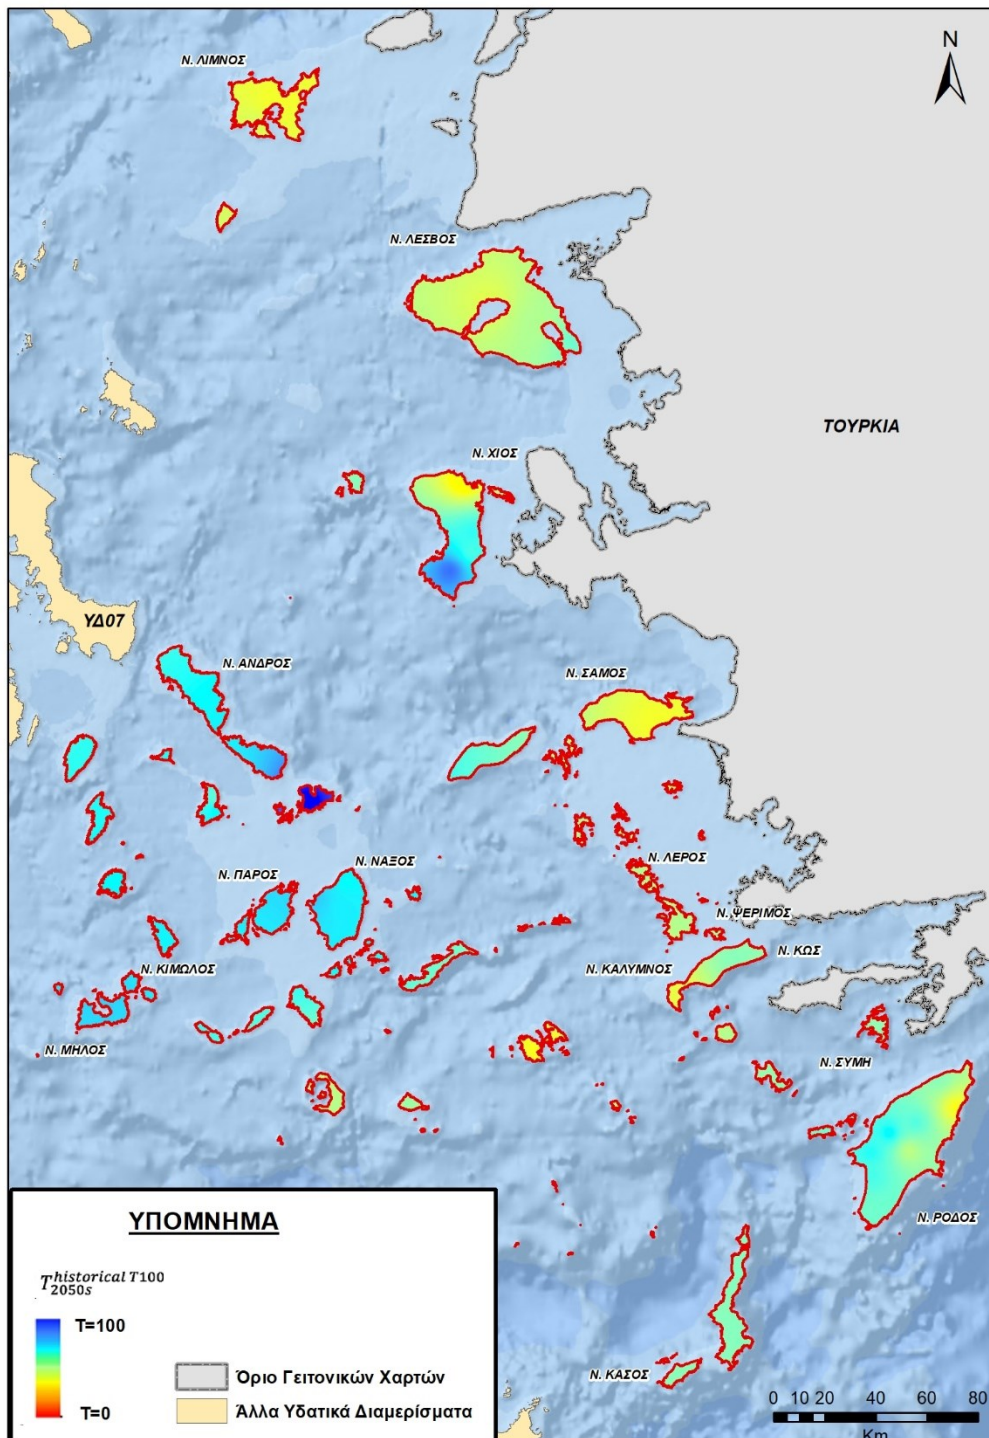 N
Ν. ΛΙΜΝΟΣ
Ν. ΛΕΣΒΟΣ
ΤΟΥΡΚΙΑ
Ν. ΧΙΟΣ
ΥΔ07
Ν. ΑΝΔΡΟΣ
Ν. ΣΑΜΟΣ
Ν. ΛΕΡΟΣ
Ν. ΝΑΞΟΣ
Ν. ΠΑΡΟΣ
Ν. ΨΕΡΙΜΟΣ
Ν. ΚΩΣ
Ν. ΚΑΛΥΜΝΟΣ
Ν. ΚΙΜΩΛΟΣ
Ν. ΜΗΛΟΣ
Ν. ΣΥΜΗ
Ν. ΡΟΔΟΣ
Ν. ΚΑΣΟΣ
ΥΠΟΜΝΗΜΑ
T historical T100 2050s
T=100
T=0
Όριο Γειτονικών Χαρτών
Άλλα Υδατικά Διαμερίσματα
0 10 20 40 60 80
Km